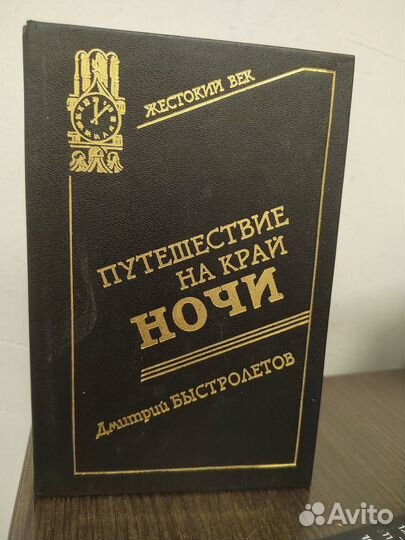 ЖЕСТОКИЙ ВЕК
ПУТЕШЕСТВИЕ
НА КРАЙ
НОЧИ
Дмитрий БЫСТРОЛЕТОВ
Avito